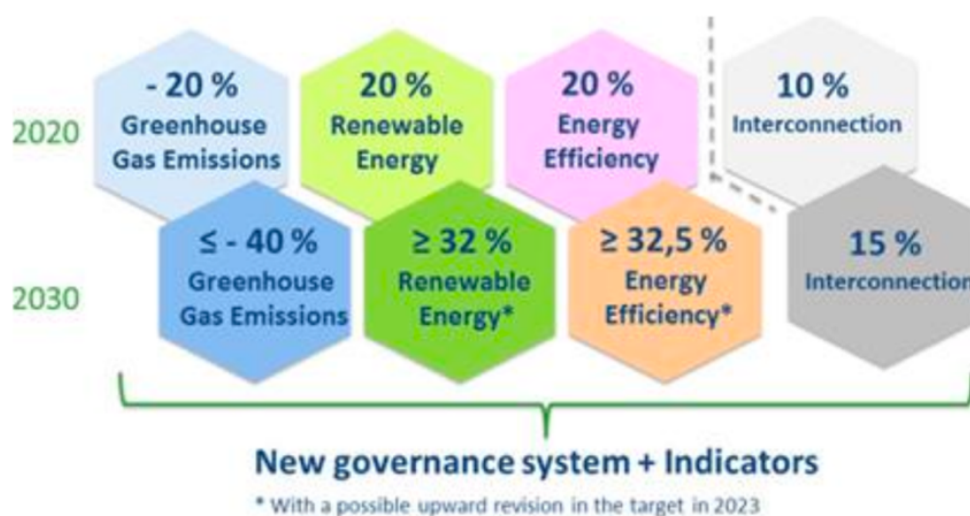 2020
- 20 %
Greenhouse
Gas Emissions
20 %
Renewable
Energy
20 %
Energy
Efficiency
10 %
Interconnection
2030
≤ - 40 %
Greenhouse
Gas Emissions
≥ 32 %
Renewable
Energy*
≥ 32,5 %
Energy
Efficiency*
15 %
Interconnection
New governance system + Indicators
* With a possible upward revision in the target in 2023